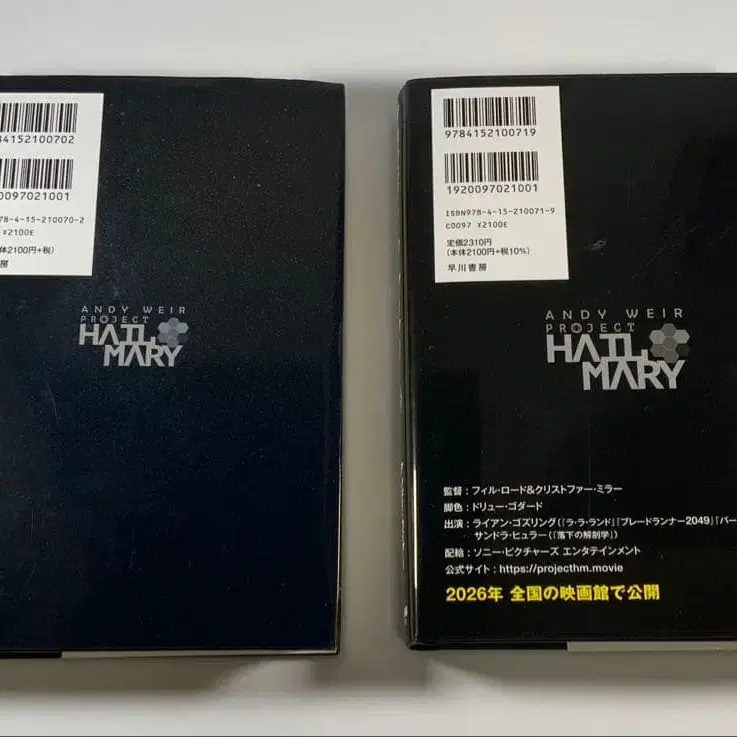 84152100702
0097021001
78-4-15-210070-2
¥2100E
体2100円+税)
房
ANDY WEIR
PROJECT
HAIL
MARY
9784152100719
1920097021001
ISBN978-4-15-210071-9
C0097 ¥2100E
定価2310円
(本体2100円+税10%)
早川書房
ANDY WEIR
PROJECT
HAIL
MARY
監督:フィル・ロード&クリストファー・ミラー
脚色:ドリュー・ゴダード
出演:ライアン・ゴズリング(『ラ・ラ・ランド』『ブレードランナー2049』『バー
サンドラ・ヒュラー(『落下の解剖学』)
配給:ソニー・ピクチャーズ エンタテインメント
公式サイト:https://projecthm.movie
2026年 全国の映画館で公開